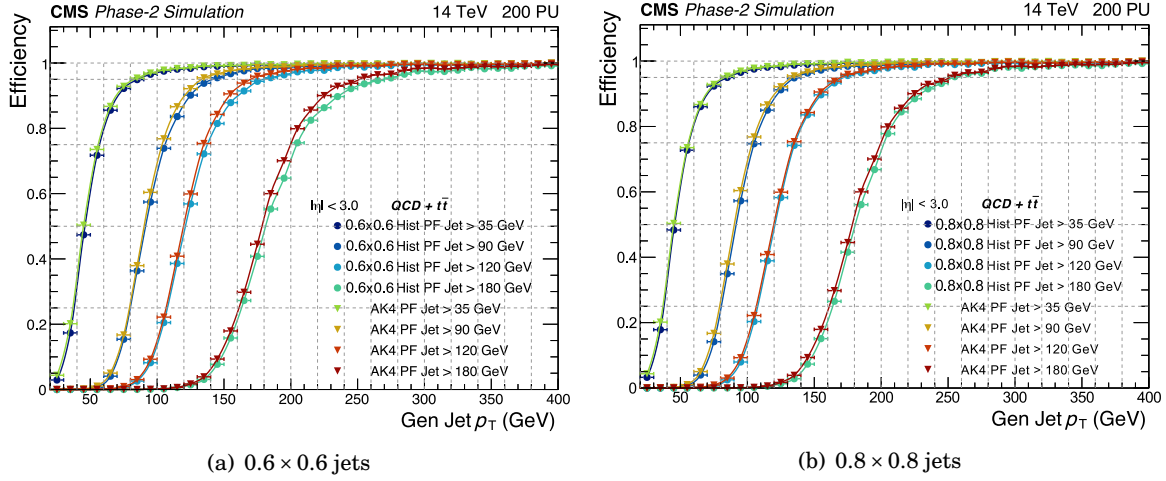 CMS Phase-2 Simulation 14 TeV 200 PU
Efficiency
1
0.8
0.6
0.4
0.2
0
|η| < 3.0 QCD + tt̄
0.6x0.6 Hist PF Jet > 35 GeV
0.6x0.6 Hist PF Jet > 90 GeV
0.6x0.6 Hist PF Jet > 120 GeV
0.6x0.6 Hist PF Jet > 180 GeV
AK4 PF Jet > 35 GeV
AK4 PF Jet > 90 GeV
AK4 PF Jet > 120 GeV
AK4 PF Jet > 180 GeV
50 100 150 200 250 300 350 400
Gen Jet pT (GeV)
(a) 0.6 × 0.6 jets
CMS Phase-2 Simulation 14 TeV 200 PU
Efficiency
1
0.8
0.6
0.4
0.2
0
|η| < 3.0 QCD + tt̄
0.8x0.8 Hist PF Jet > 35 GeV
0.8x0.8 Hist PF Jet > 90 GeV
0.8x0.8 Hist PF Jet > 120 GeV
0.8x0.8 Hist PF Jet > 180 GeV
AK4 PF Jet > 35 GeV
AK4 PF Jet > 90 GeV
AK4 PF Jet > 120 GeV
AK4 PF Jet > 180 GeV
50 100 150 200 250 300 350 400
Gen Jet pT (GeV)
(b) 0.8 × 0.8 jets